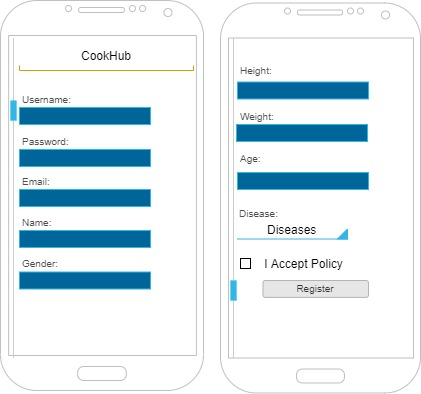 CookHub
Username:
Password:
Email:
Name:
Gender:
Height:
Weight:
Age:
Disease:
Diseases
I Accept Policy
Register